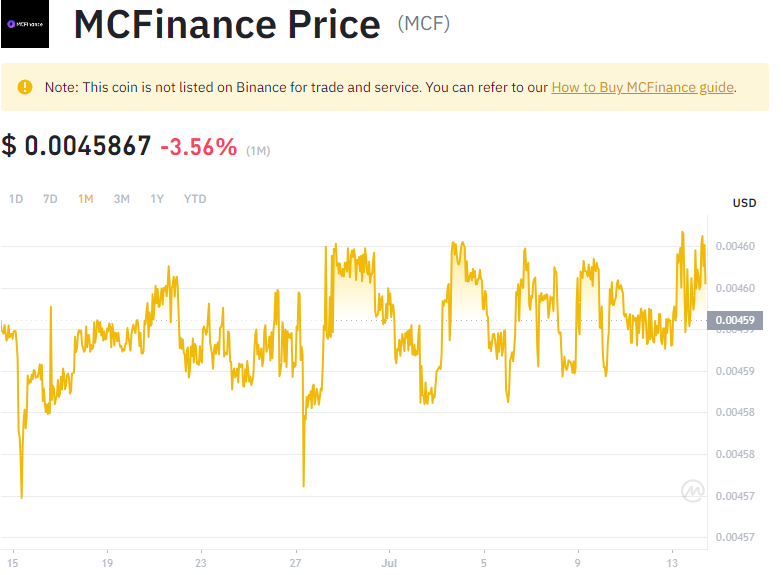 MCFinance
MCFinance Price (MCF)
Note: This coin is not listed on Binance for trade and service. You can refer to our How to Buy MCFinance guide.
$ 0.0045867 -3.56% (1M)
1D 7D 1M 3M 1Y YTD
USD
0.00460
0.00460
0.00459
0.00459
0.00458
0.00458
0.00457
0.00457
15 19 23 27 Jul 5 9 13